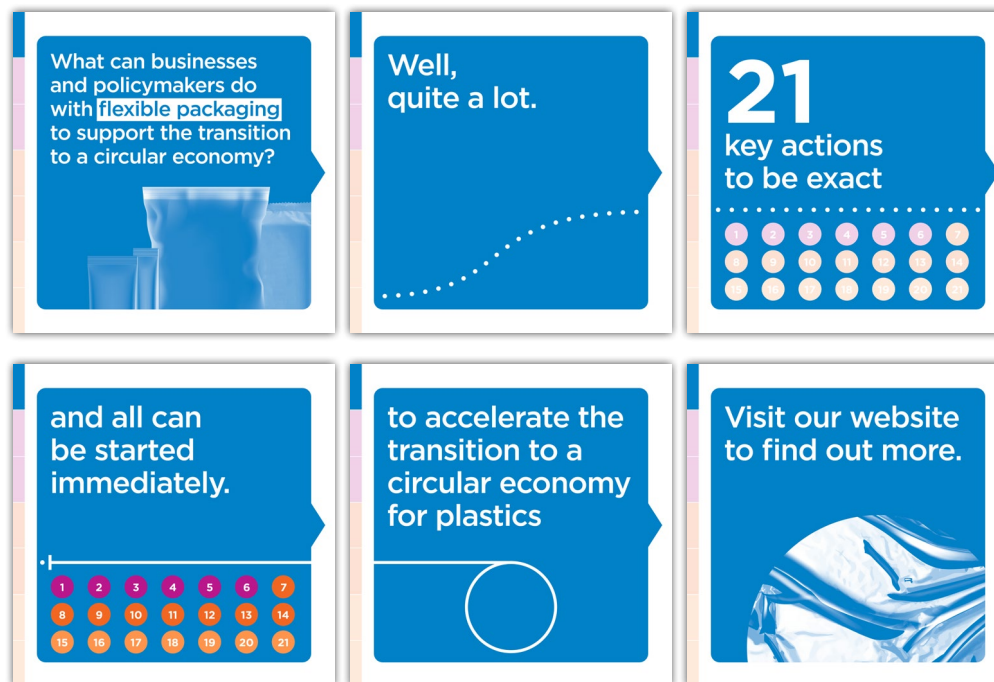 What can businesses
and policymakers do
with flexible packaging
to support the transition
to a circular economy?
Well,
quite a lot.
21
key actions
to be exact
1 2 3 4 5 6 7
8 9 10 11 12 13 14
15 16 17 18 19 20 21
and all can
be started
immediately.
1 2 3 4 5 6 7
8 9 10 11 12 13 14
15 16 17 18 19 20 21
to accelerate the
transition to a
circular economy
for plastics
Visit our website
to find out more.